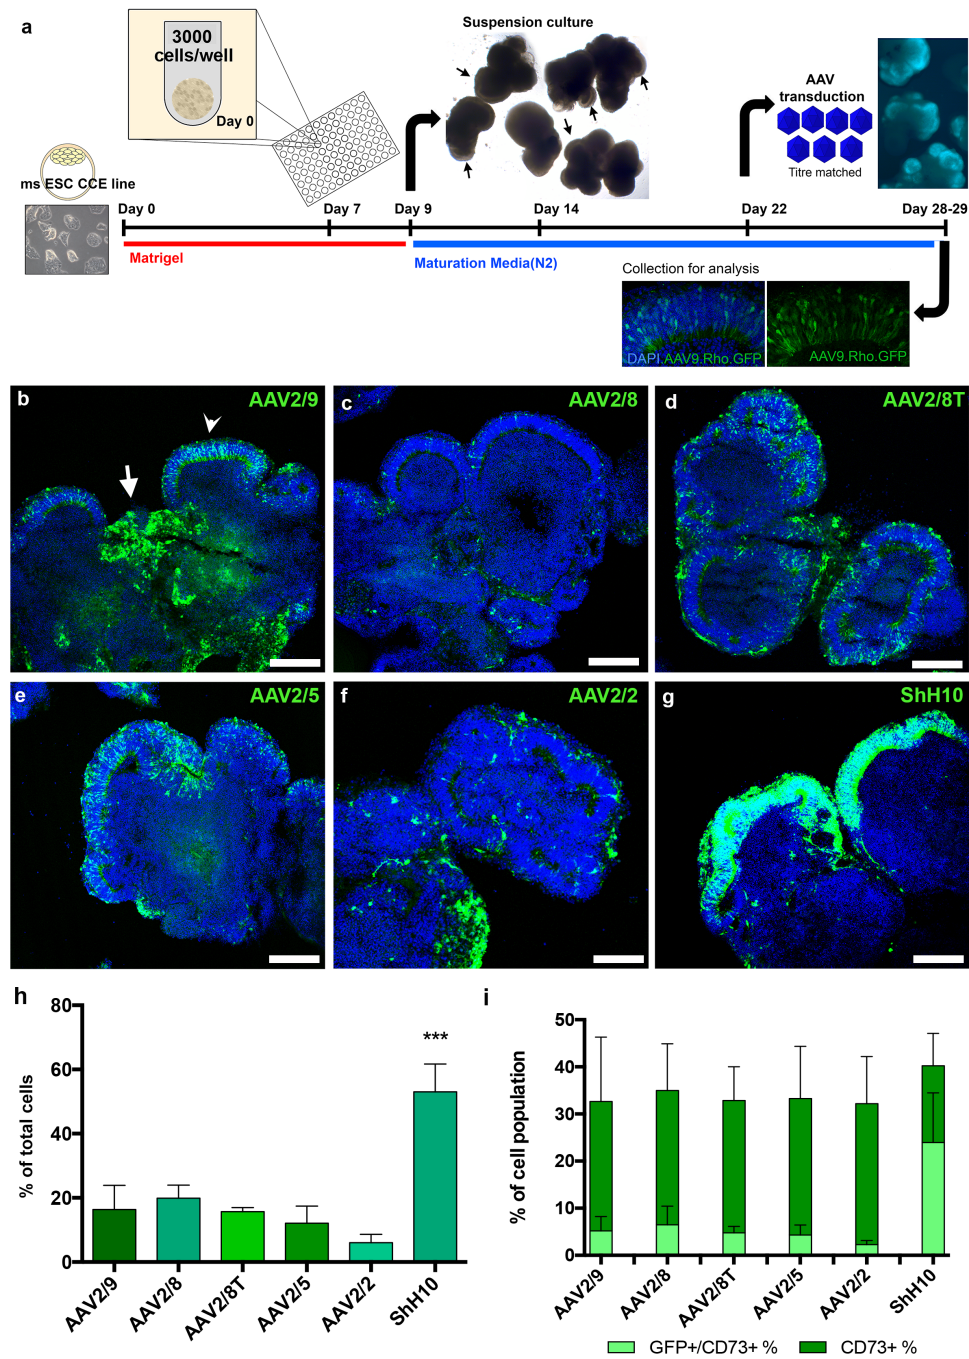 a
3000
cells/well
Day 0
ms ESC CCE line
Suspension culture
AAV
transduction
Titre matched
Day 0
Day 7
Day 9
Day 14
Day 22
Day 28-29
Matrigel
Maturation Media(N2)
Collection for analysis
DAPI.AAV9.Rho.GFP
AAV9.Rho.GFP
b
AAV2/9
c
AAV2/8
d
AAV2/8T
e
AAV2/5
f
AAV2/2
g
ShH10
h
% of total cells
80
60
40
20
0
***
AAV2/9
AAV2/8
AAV2/8T
AAV2/5
AAV2/2
ShH10
i
% of cell population
50
40
30
20
10
0
AAV2/9
AAV2/8
AAV2/8T
AAV2/5
AAV2/2
ShH10
GFP+/CD73+ %
CD73+ %